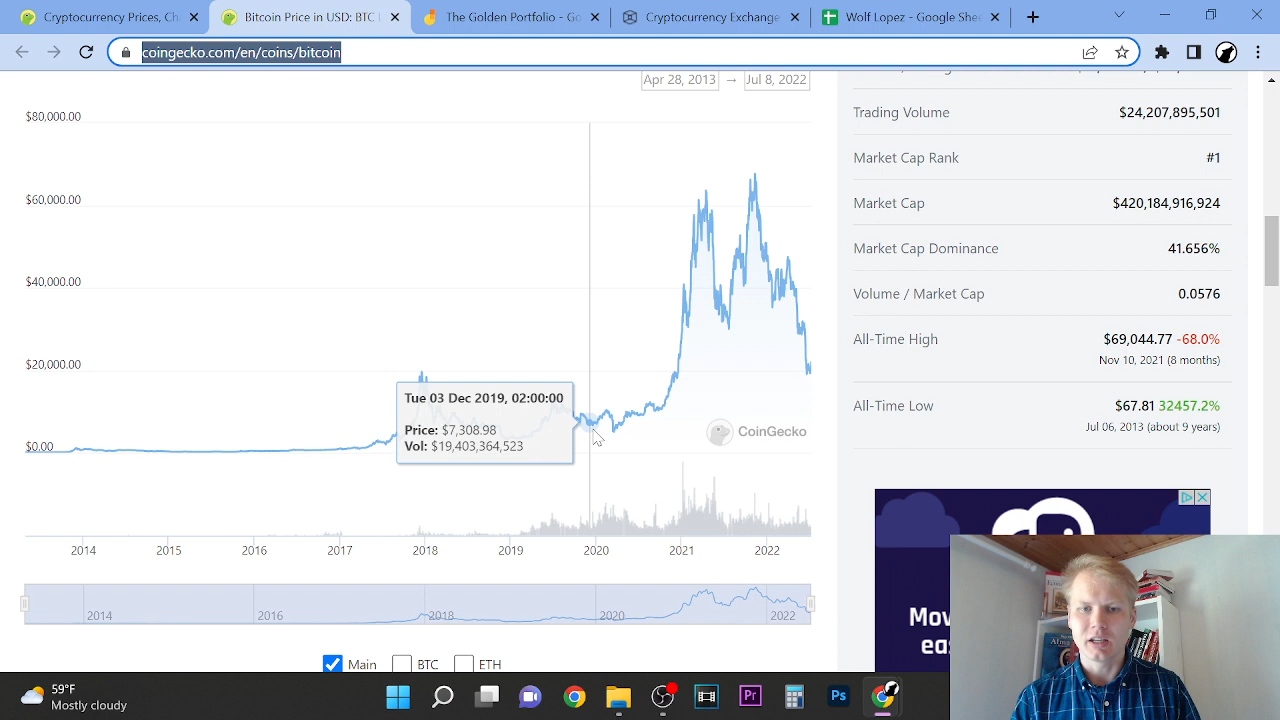 Cryptocurrency Prices, Ch
Bitcoin Price in USD: BTC
The Golden Portfolio - Go
Cryptocurrency Exchange
Wolf Lopez - Google She
coingecko.com/en/coins/bitcoin
Apr 28, 2013 → Jul 8, 2022
$80,000.00
$60,000.00
$40,000.00
$20,000.00
$0.00
Tue 03 Dec 2019, 02:00:00
Price: $7,308.98
Vol: $19,403,364,523
CoinGecko
2014 2015 2016 2017 2018 2019 2020 2021 2022
2014 2016 2018 2020 2022
Main BTC ETH
Trading Volume $24,207,895,501
Market Cap Rank #1
Market Cap $420,184,916,924
Market Cap Dominance 41.656%
Volume / Market Cap 0.0576
All-Time High $69,044.77 -68.0%
Nov 10, 2021 (8 months)
All-Time Low $67.81 32457.2%
Jul 06, 2013 (about 9 years)
59°F
Pr
Ps